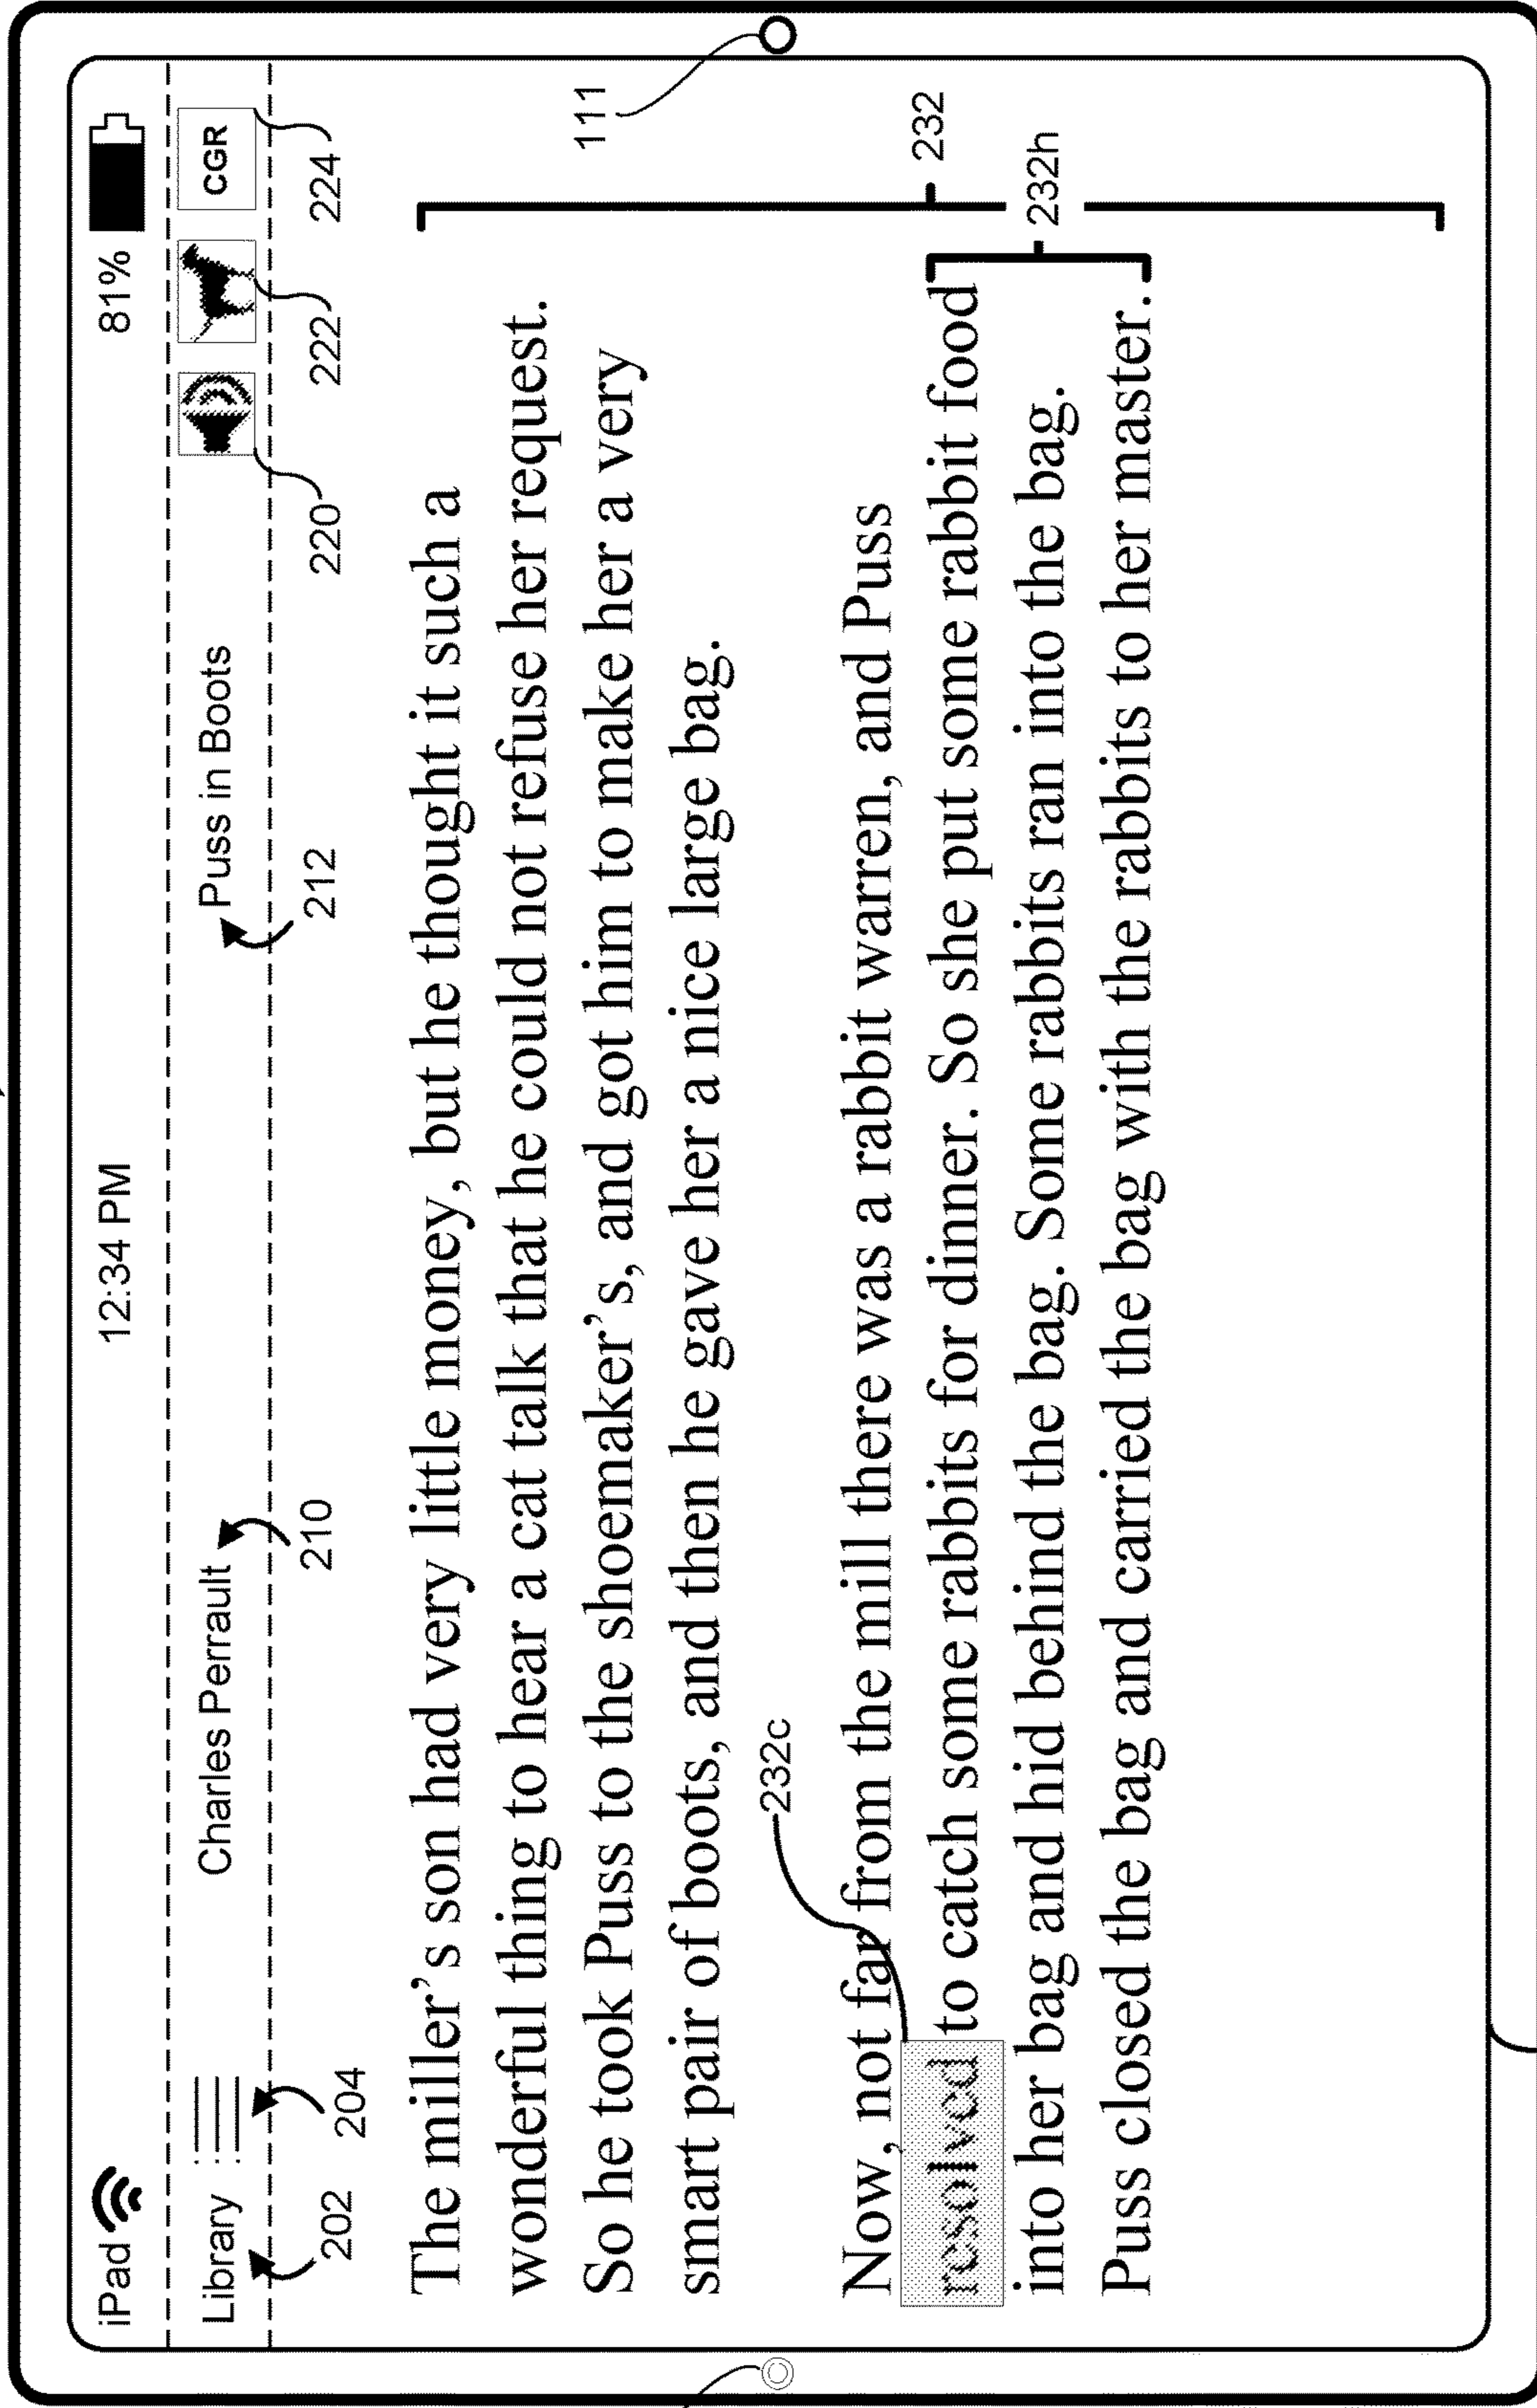 iPad 12:34 PM 81%
Library Charles Perrault Puss in Boots CGR
202 204 210 212 220 222 224
The miller's son had very little money, but he thought it such a
wonderful thing to hear a cat talk that he could not refuse her request.
So he took Puss to the shoemaker's, and got him to make her a very
smart pair of boots, and then he gave her a nice large bag.
111
232c
Now, not far from the mill there was a rabbit warren, and Puss
resolved to catch some rabbits for dinner. So she put some rabbit food
232
into her bag and hid behind the bag. Some rabbits ran into the bag.
232h
Puss closed the bag and carried the bag with the rabbits to her master.